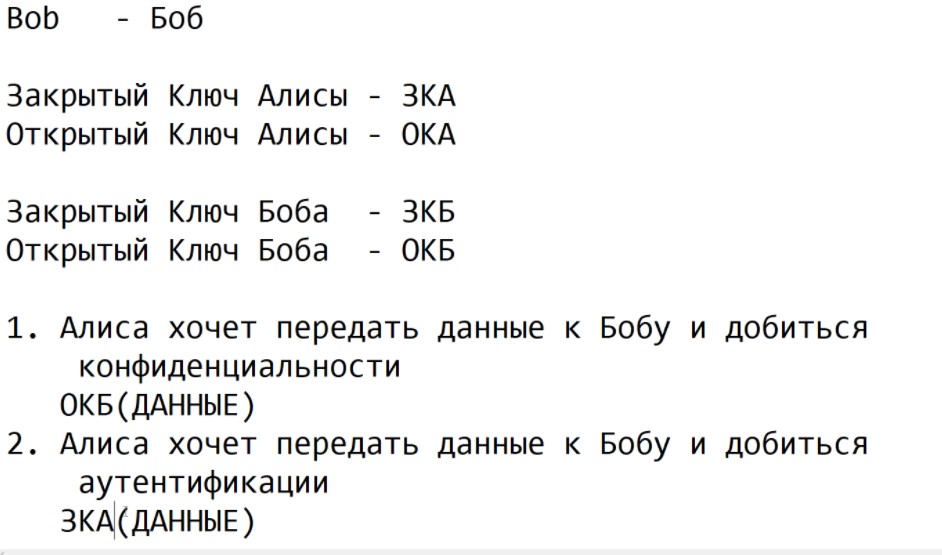 Bob   - Боб
Закрытый Ключ Алисы - ЗКА
Открытый Ключ Алисы - ОКА
Закрытый Ключ Боба  - ЗКБ
Открытый Ключ Боба  - ОКБ
1. Алиса хочет передать данные к Бобу и добиться
конфиденциальности
ОКБ(ДАННЫЕ)
2. Алиса хочет передать данные к Бобу и добиться
аутентификации
ЗКА(ДАННЫЕ)